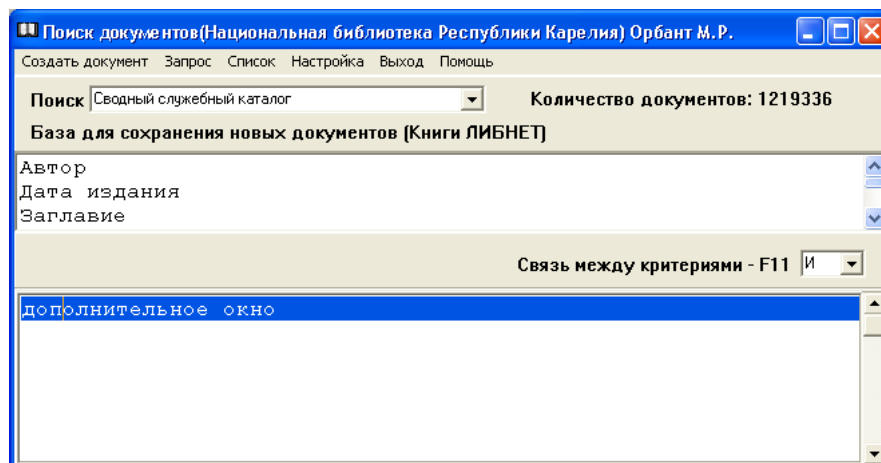 Поиск документов(Национальная библиотека Республики Карелия) Орбант М.Р.
Создать документ Запрос Список Настройка Выход Помощь
Поиск Сводный служебный каталог Количество документов: 1219336
База для сохранения новых документов (Книги ЛИБНЕТ)
Автор
Дата издания
Заглавие
Связь между критериями - F11 И
дополнительное окно